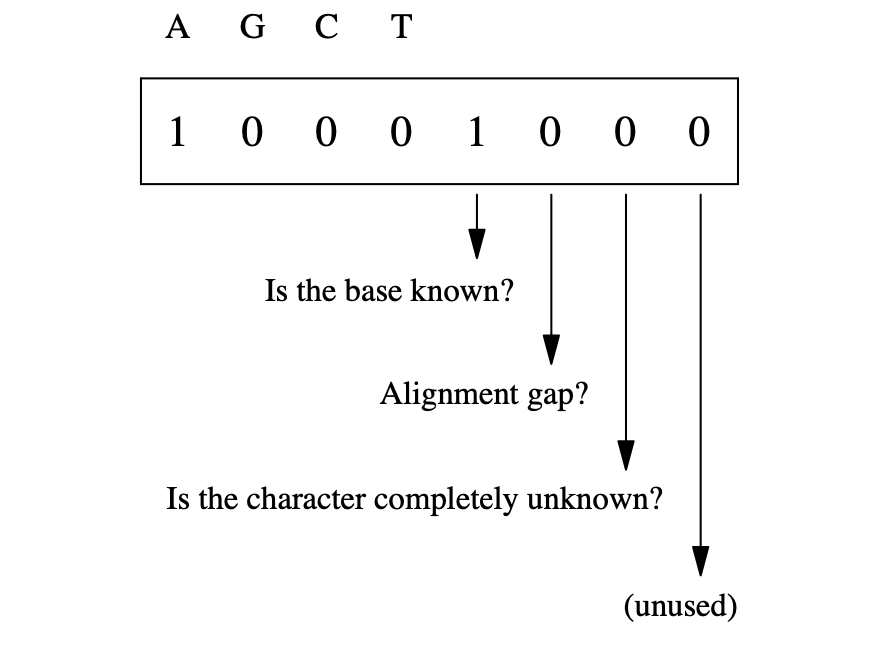 A G C T
1 0 0 0 1 0 0 0
Is the base known?
Alignment gap?
Is the character completely unknown?
(unused)